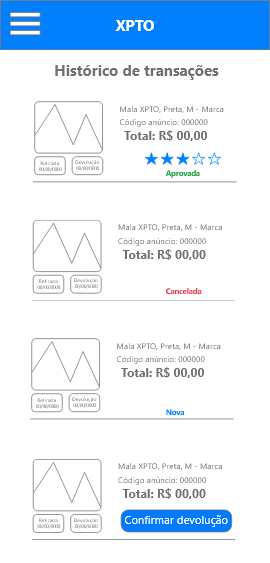 XPTO
Histórico de transações
Mala XPTO, Preta, M - Marca
Código anúncio: 000000
Total: R$ 00,00
Retirada
00/00/0000
Devolução
00/00/0000
Aprovada
Mala XPTO, Preta, M - Marca
Código anúncio: 000000
Total: R$ 00,00
Retirada
00/00/0000
Devolução
00/00/0000
Cancelada
Mala XPTO, Preta, M - Marca
Código anúncio: 000000
Total: R$ 00,00
Retirada
00/00/0000
Devolução
00/00/0000
Nova
Mala XPTO, Preta, M - Marca
Código anúncio: 000000
Total: R$ 00,00
Retirada
00/00/0000
Devolução
00/00/0000
Confirmar devolução